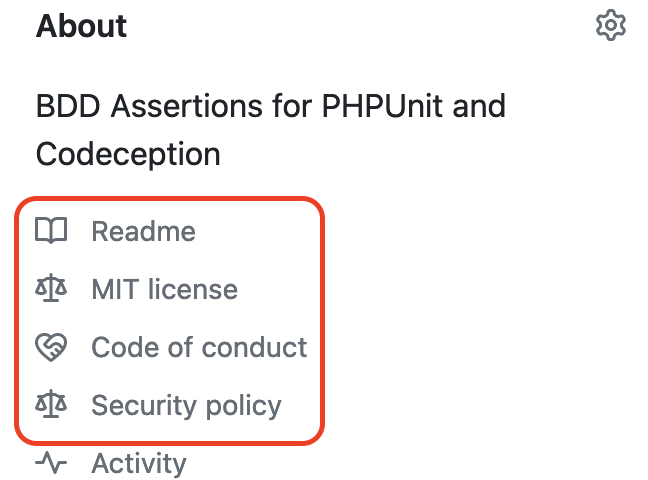 About
BDD Assertions for PHPUnit and
Codeception
Readme
MIT license
Code of conduct
Security policy
Activity